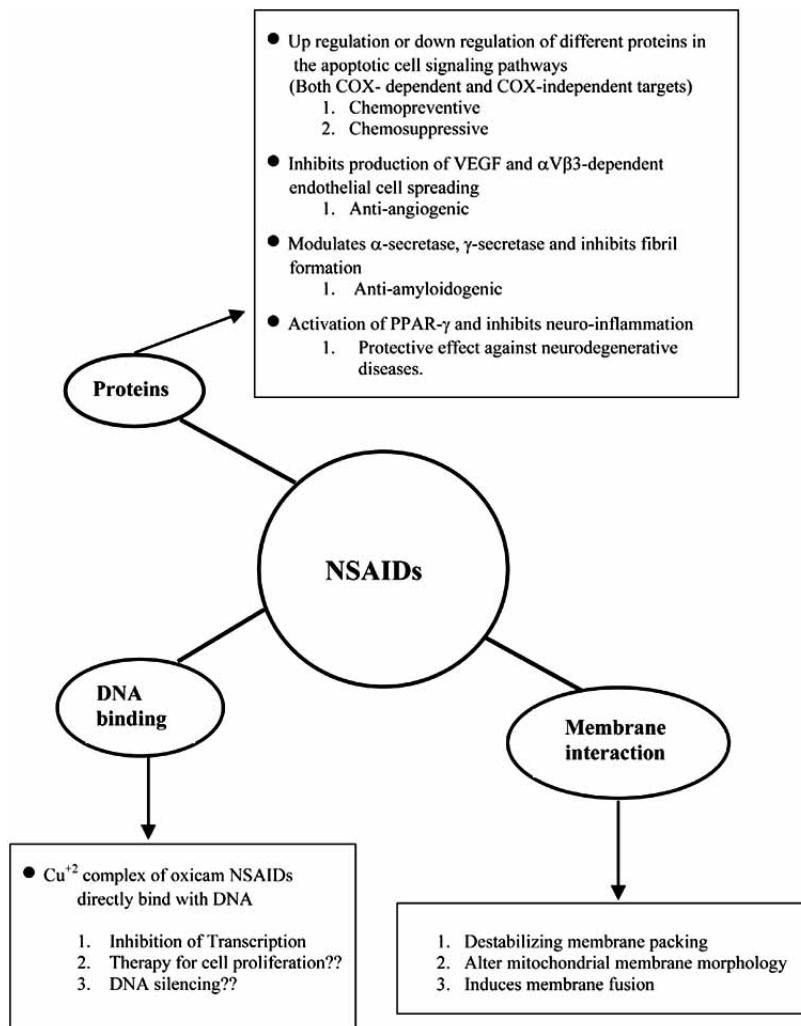 ● Up regulation or down regulation of different proteins in
the apoptotic cell signaling pathways
(Both COX- dependent and COX-independent targets)
1. Chemopreventive
2. Chemosuppressive
● Inhibits production of VEGF and αVβ3-dependent
endothelial cell spreading
1. Anti-angiogenic
● Modulates α-secretase, γ-secretase and inhibits fibril
formation
1. Anti-amyloidogenic
● Activation of PPAR-γ and inhibits neuro-inflammation
1. Protective effect against neurodegenerative
diseases.
Proteins
NSAIDs
DNA
binding
Membrane
interaction
● Cu⁺² complex of oxicam NSAIDs
directly bind with DNA
1. Inhibition of Transcription
2. Therapy for cell proliferation??
3. DNA silencing??
1. Destabilizing membrane packing
2. Alter mitochondrial membrane morphology
3. Induces membrane fusion